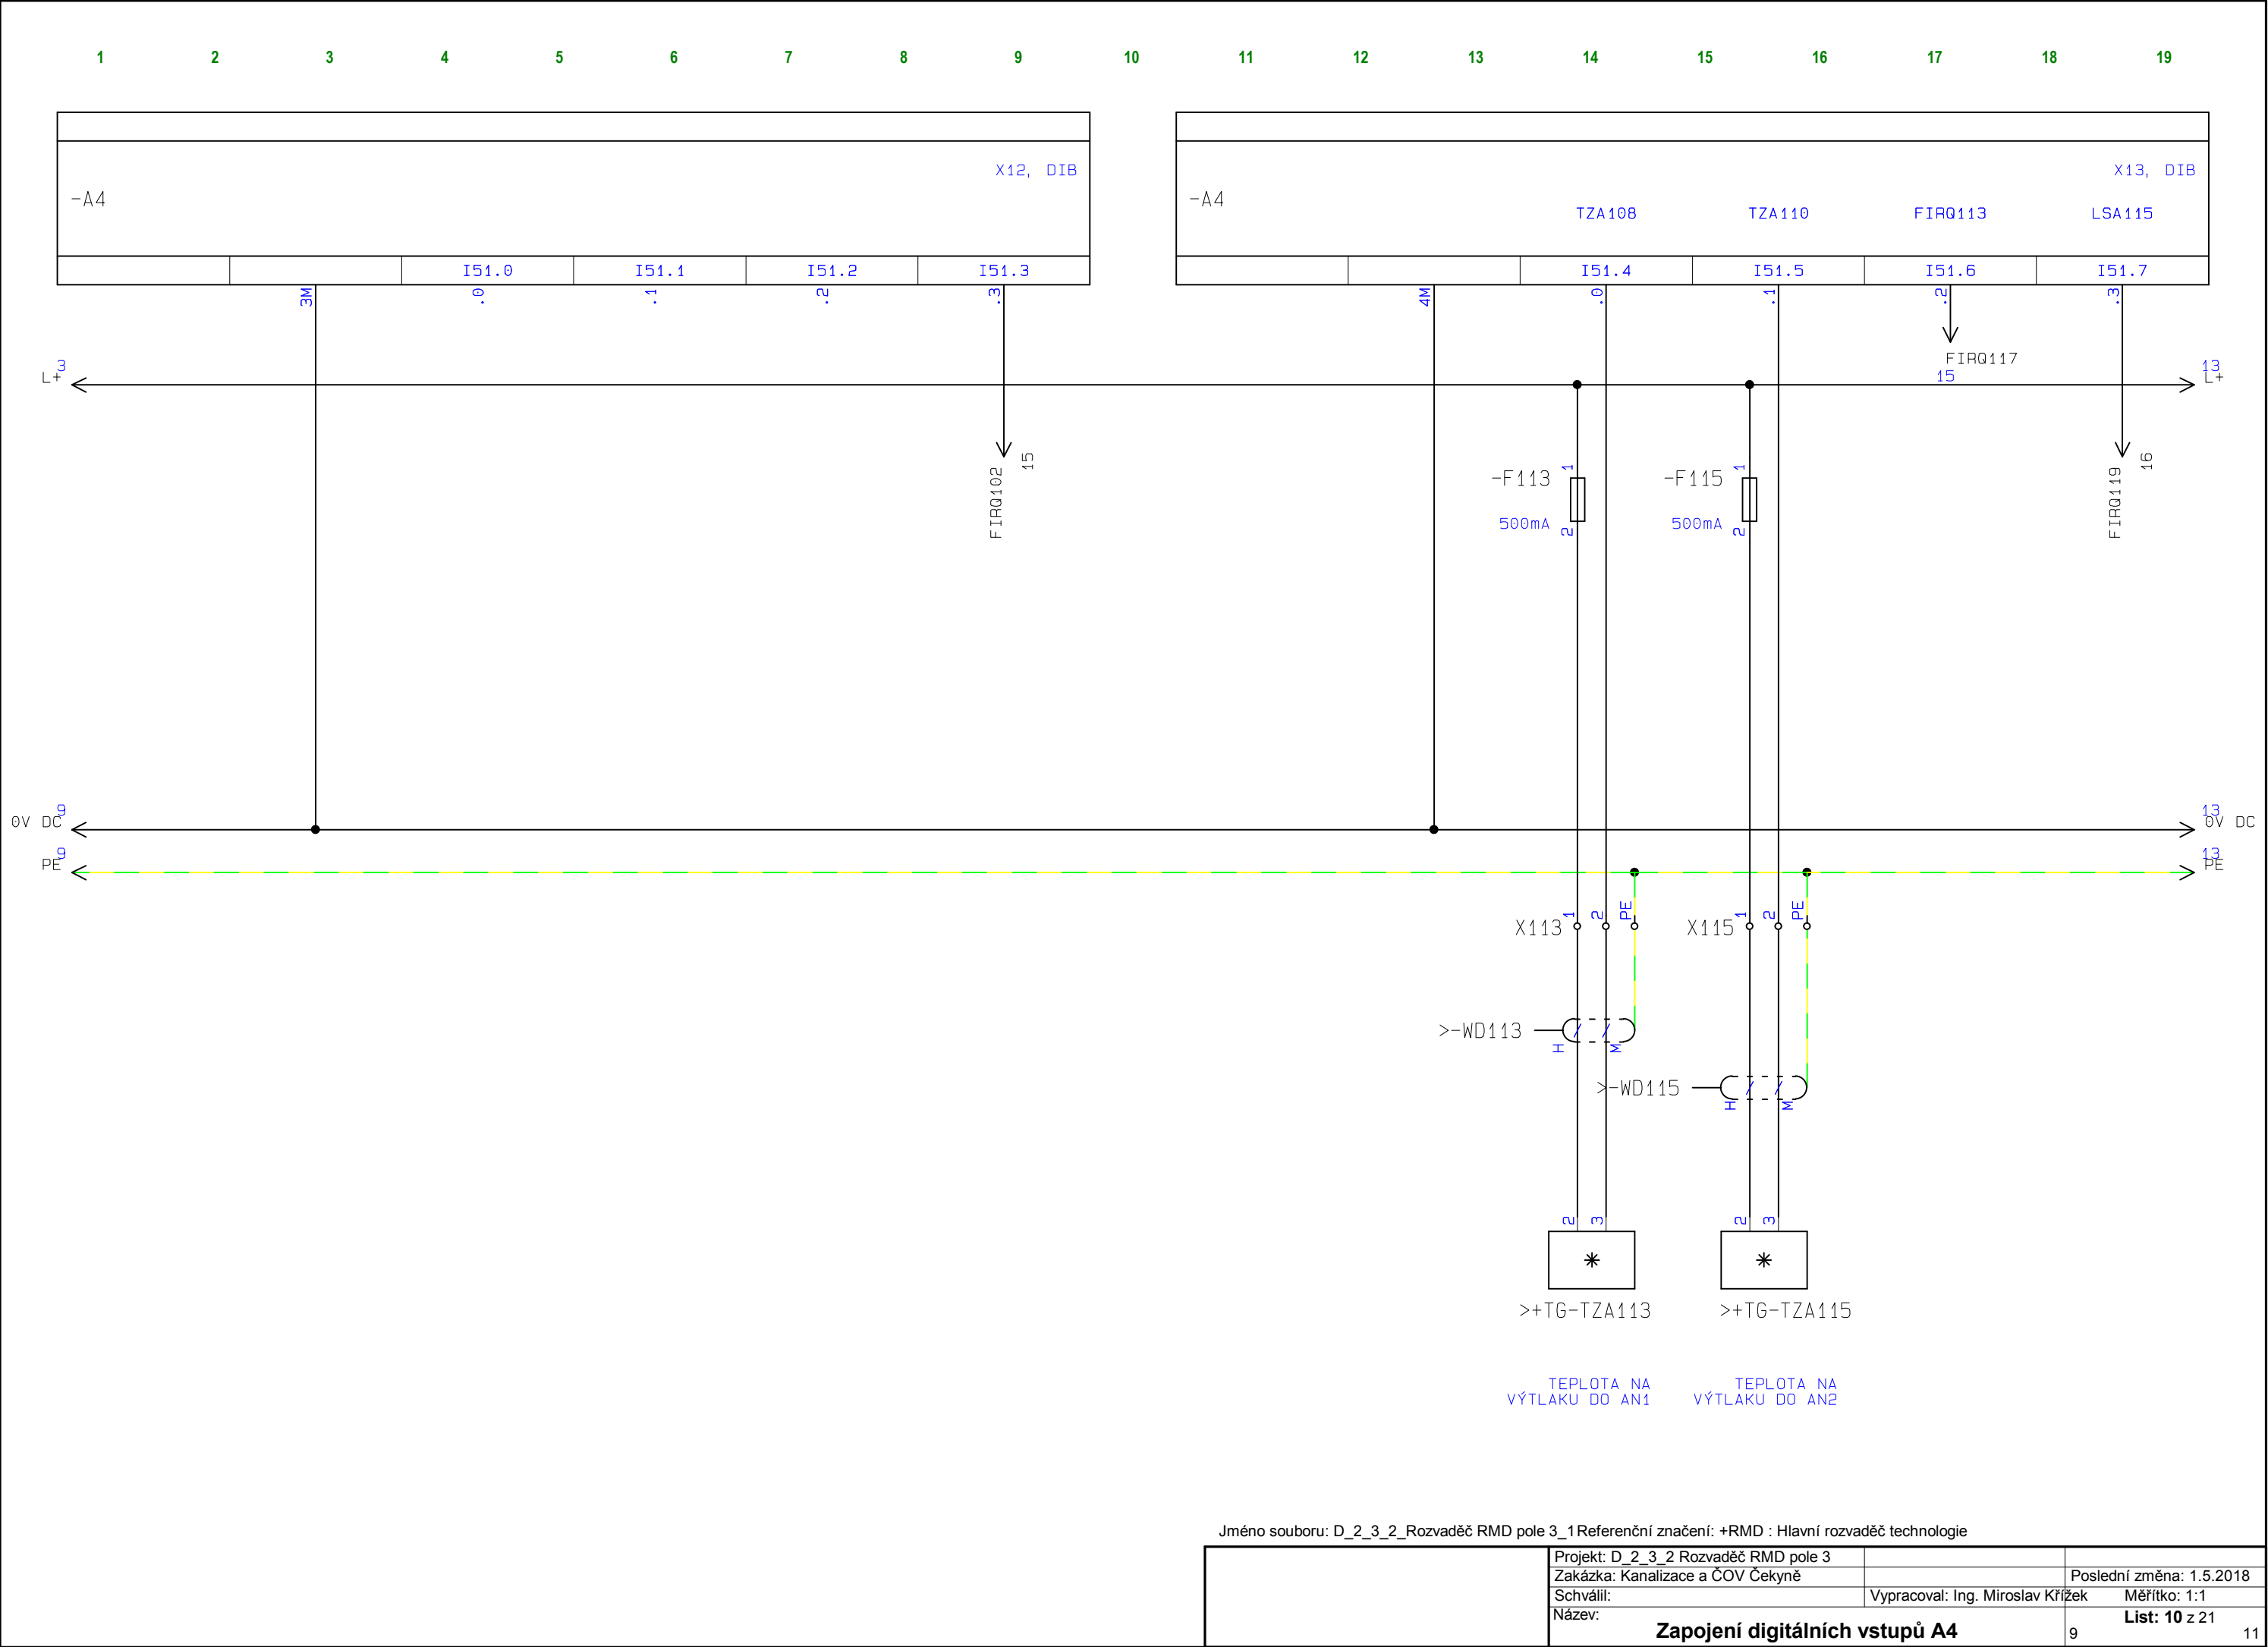 1 2 3 4 5 6 7 8 9 10 11 12 13 14 15 16 17 18 19
X12, DIB
X13, DIB
-A4
-A4
TZA108 TZA110 FIRQ113 LSA115
I51.0 I51.1 I51.2 I51.3
I51.4 I51.5 I51.6 I51.7
3M .0 .1 .2 .3
4M .0 .1 .2 .3
FIRQ117
15
L+ 3
13 L+
FIRQ102 15
FIRQ119 16
-F113 1
500mA 2
-F115 1
500mA 2
0V DC 9
13 0V DC
PE 9
13 PE
X113 1 2 PE
X115 1 2 PE
>-WD113
H M
>-WD115
H M
2 3
2 3
*
*
>+TG-TZA113
>+TG-TZA115
TEPLOTA NA
VÝTLAKU DO AN1
TEPLOTA NA
VÝTLAKU DO AN2
Jméno souboru: D_2_3_2_Rozvaděč RMD pole 3_1 Referenční značení: +RMD : Hlavní rozvaděč technologie
Projekt: D_2_3_2 Rozvaděč RMD pole 3
Zakázka: Kanalizace a ČOV Čekyně
Poslední změna: 1.5.2018
Schválil:
Vypracoval: Ing. Miroslav Křížek
Měřítko: 1:1
Název:
Zapojení digitálních vstupů A4
List: 10 z 21
9 11